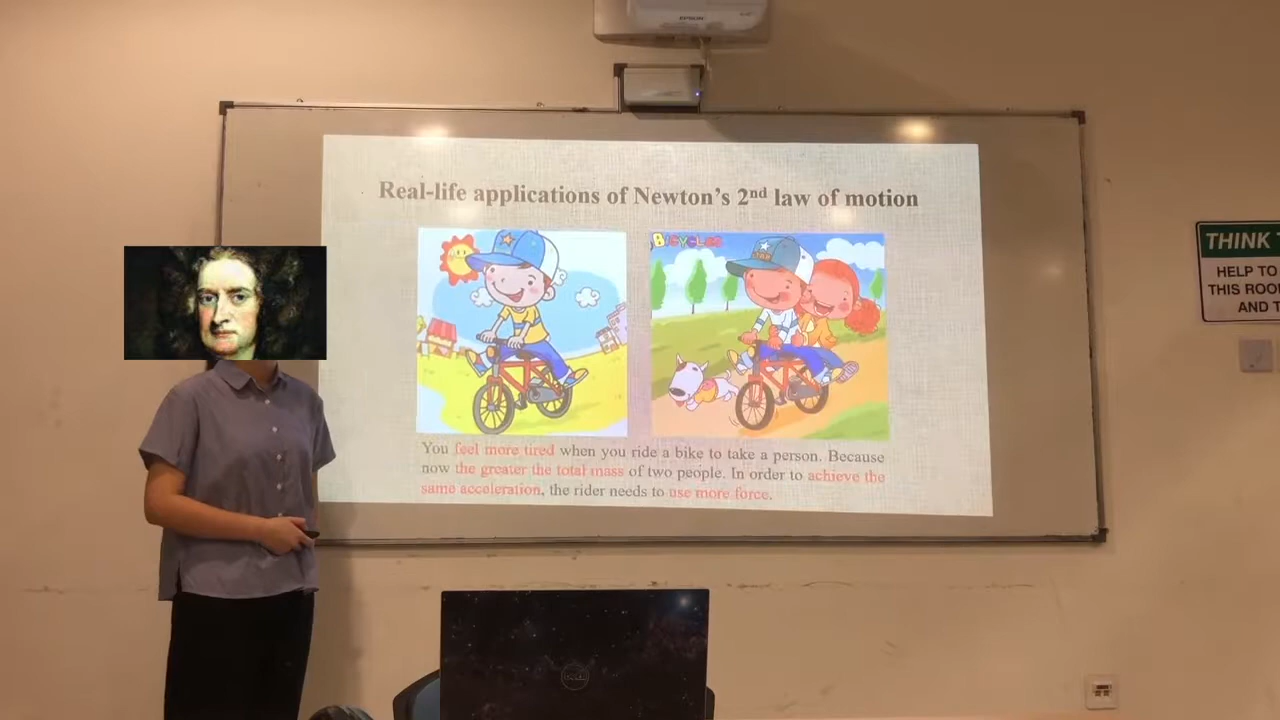 EPSON
Real-life applications of Newton's 2nd law of motion
BICYCLES
You feel more tired when you ride a bike to take a person. Because
now the greater the total mass of two people. In order to achieve the
same acceleration, the rider needs to use more force.
THINK
HELP TO
THIS ROO
AND T
DELL